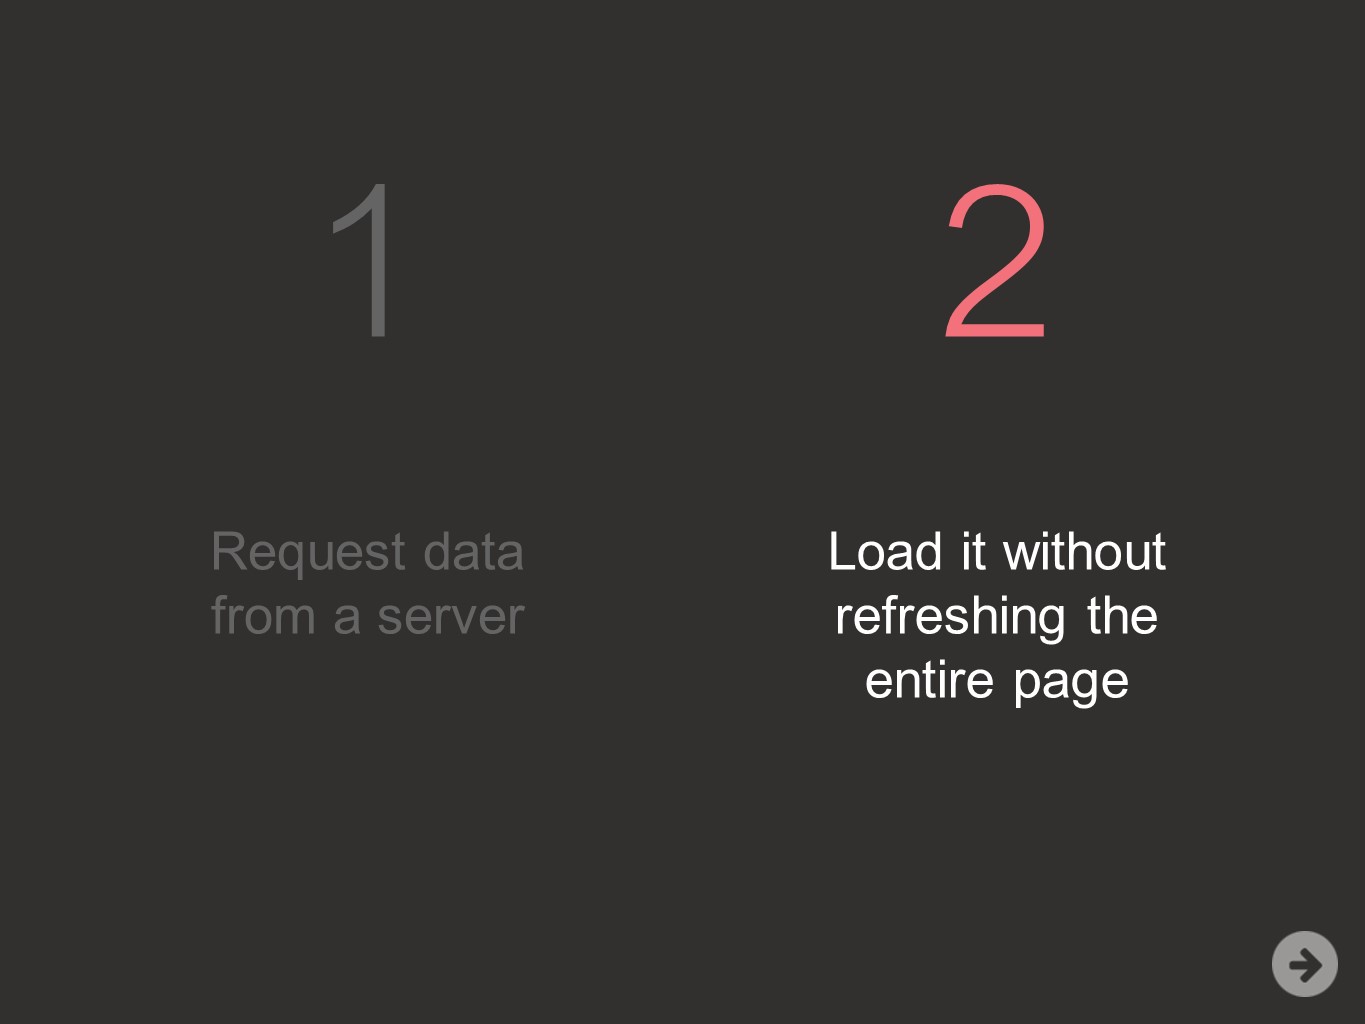 1
Request data
from a server
2
Load it without
refreshing the
entire page